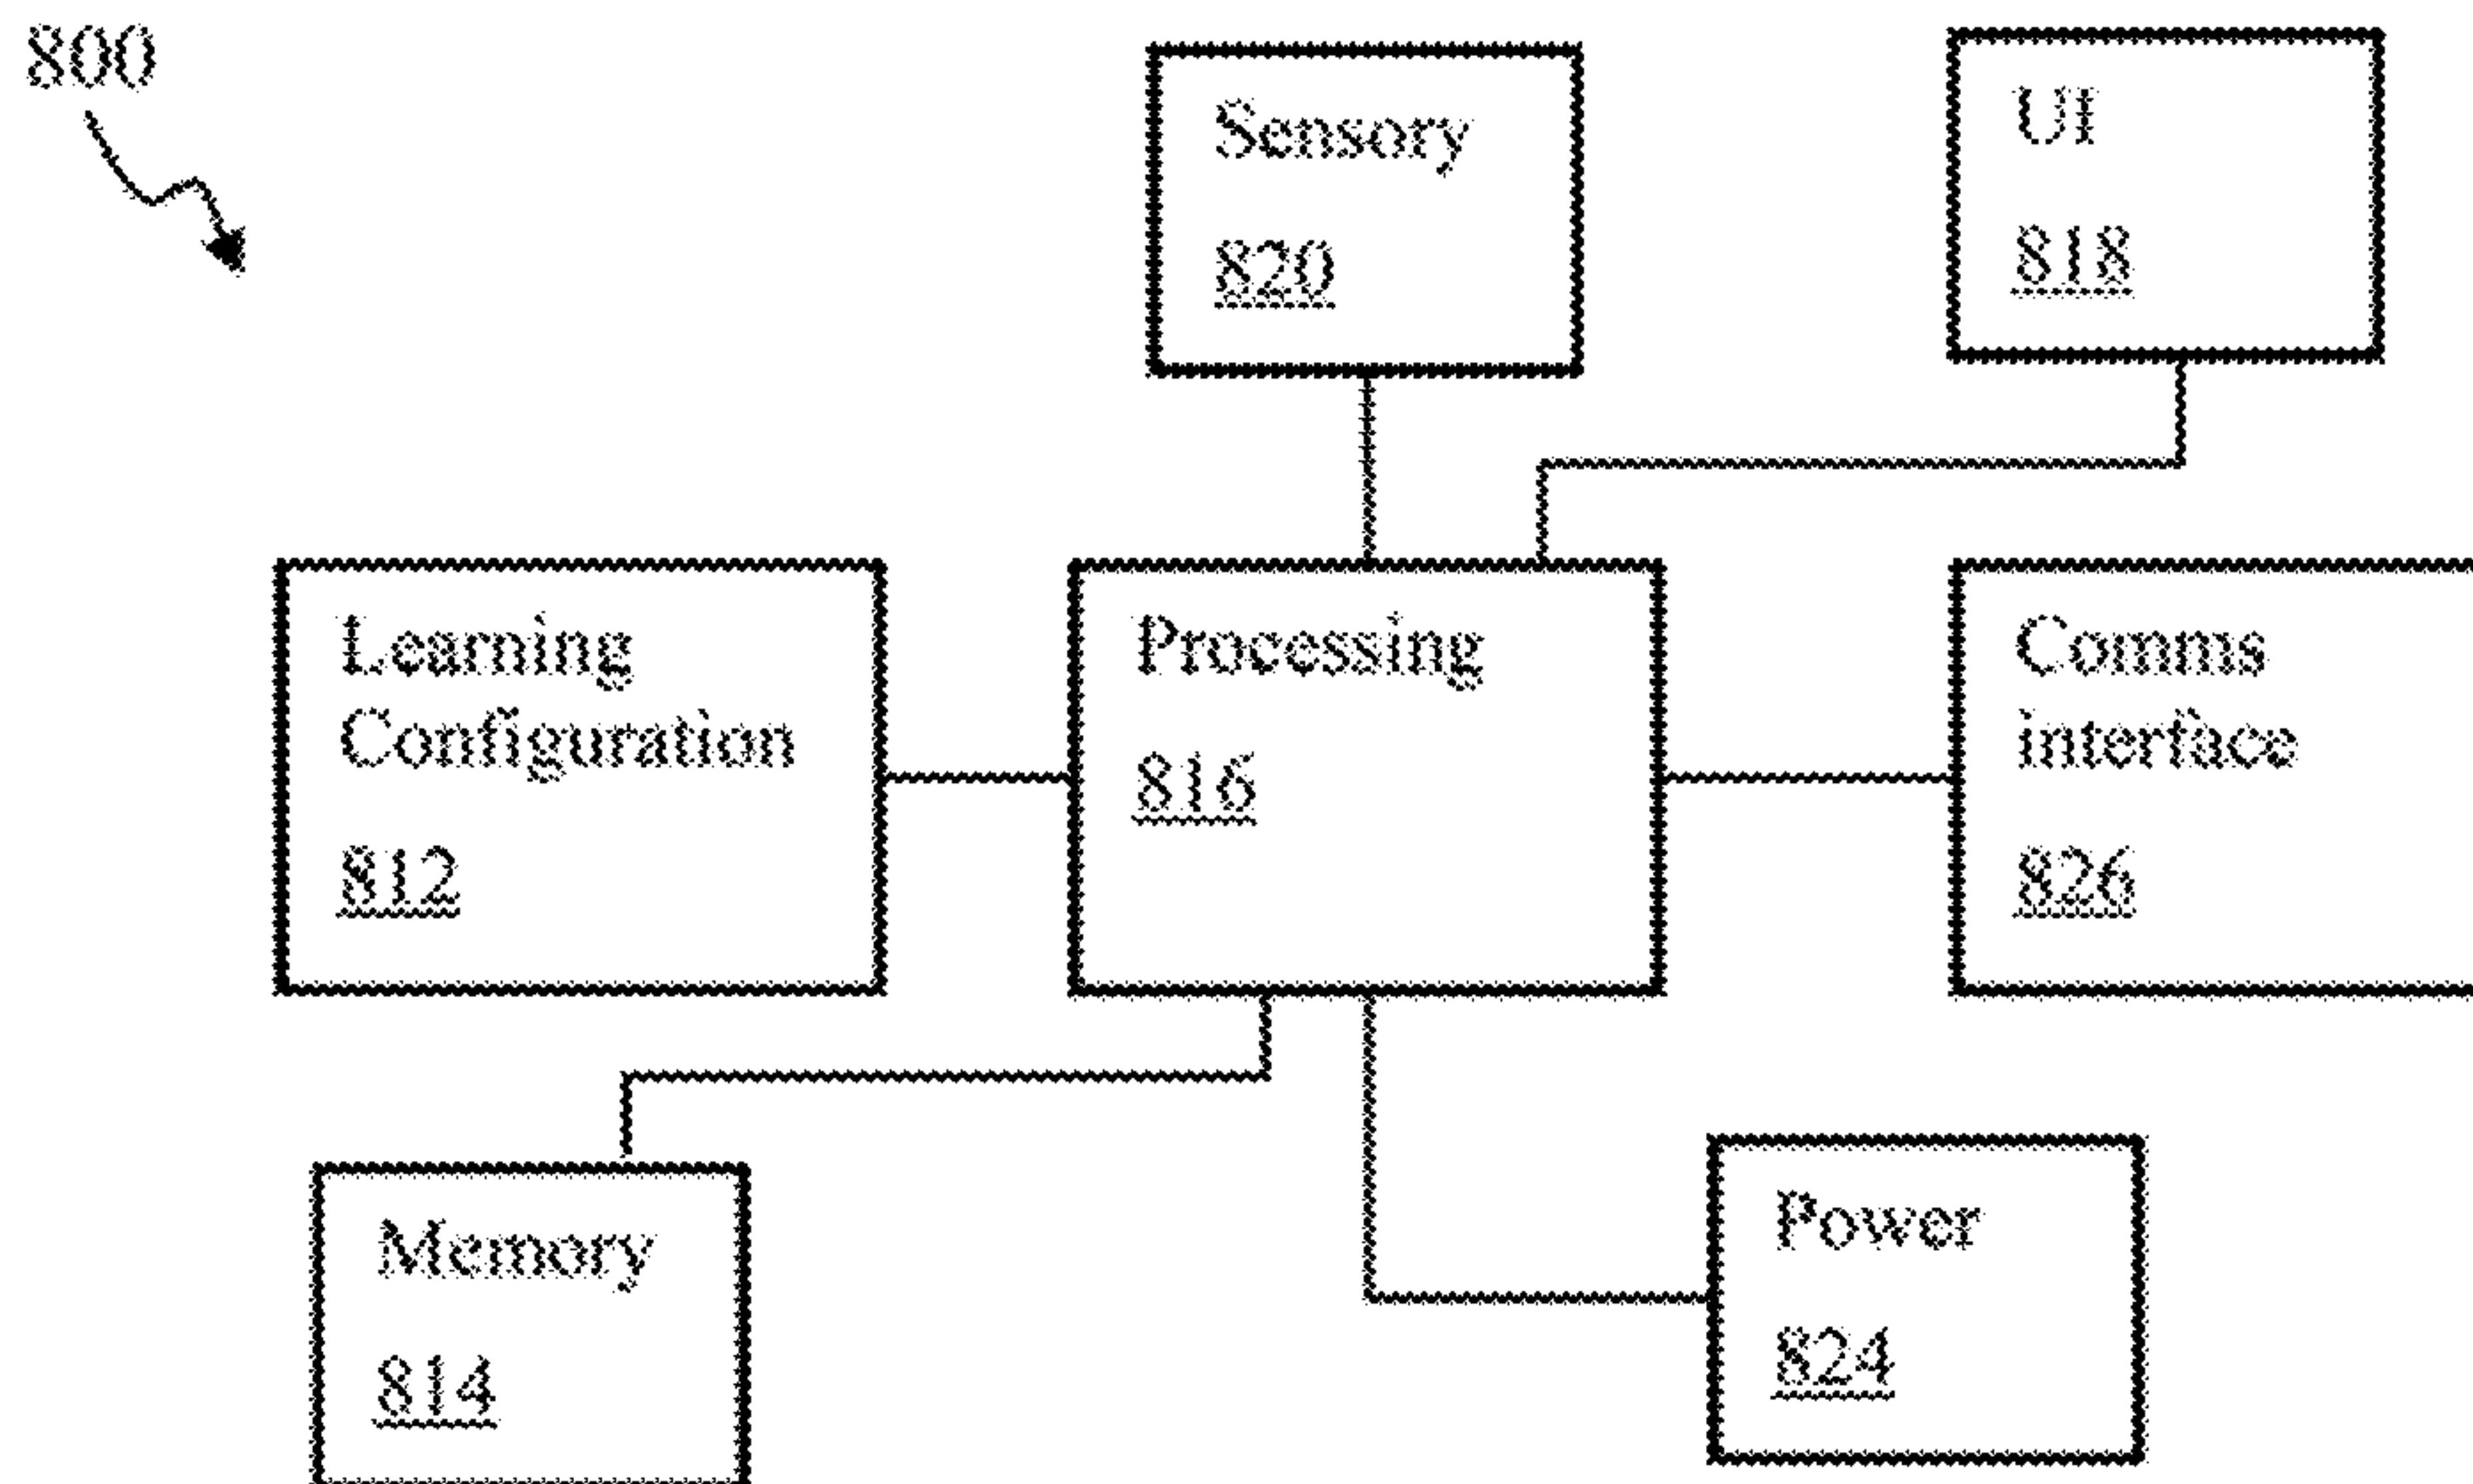 800
Sensory
820
UI
818
Learning
Configuration
812
Processing
816
Comms
interface
826
Memory
814
Power
824